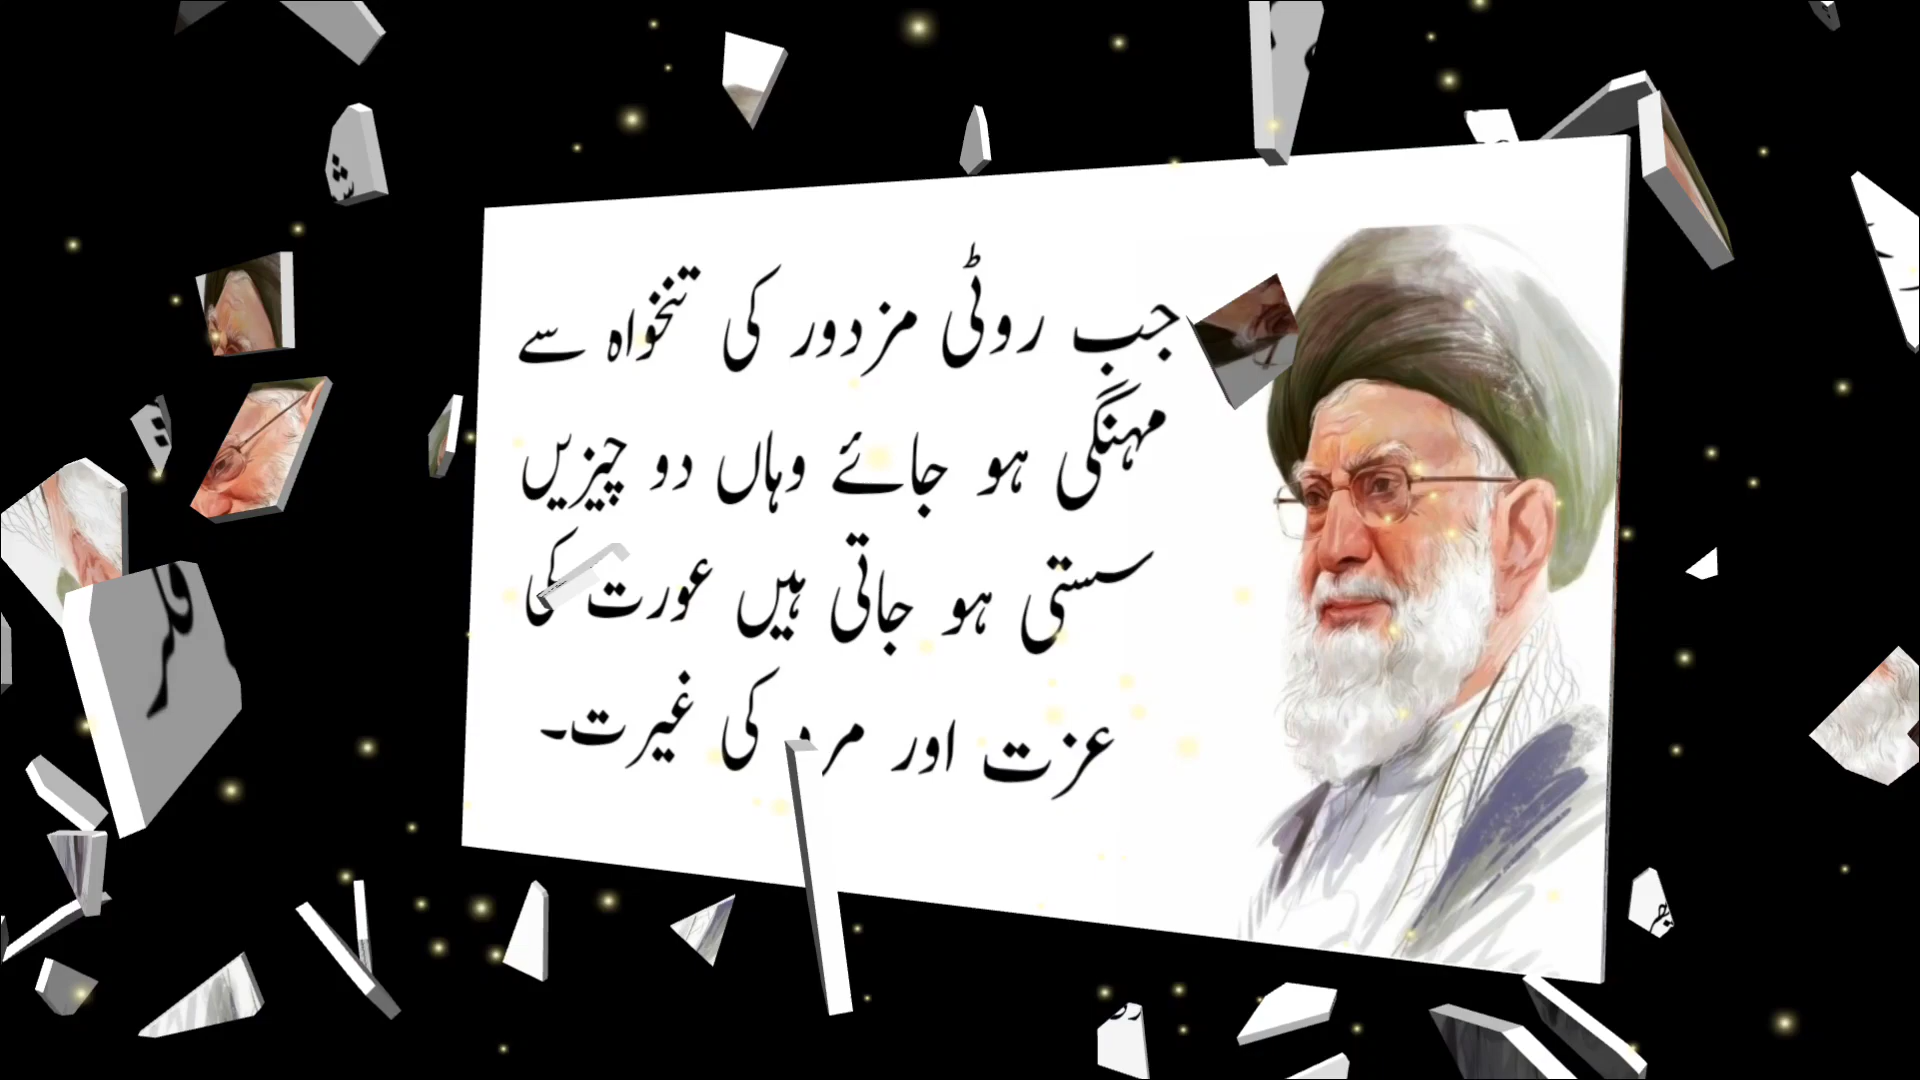 جب روٹی مزدور کی تنخواہ سے
مہنگی ہو جائے وہاں دو چیزیں
سستی ہو جاتی ہیں عورت کی
عزت اور مرد کی غیرت۔